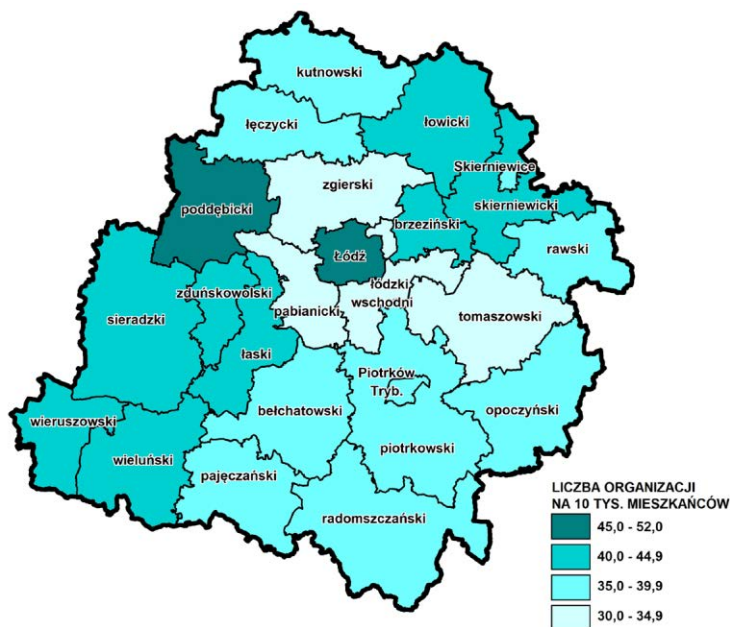 kutnowski
łęczycki
łowicki
Skierniewice
zgierski
poddębicki
brzeziński
skierniewicki
rawski
Łódź
zduńskowolski
łódzki
wschodni
pabianicki
sieradzki
tomaszowski
łaski
Piotrków
Tryb.
bełchatowski
opoczyński
wieruszowski
piotrkowski
wieluński
pajęczański
radomszczański
LICZBA ORGANIZACJI
NA 10 TYS. MIESZKAŃCÓW
45,0 - 52,0
40,0 - 44,9
35,0 - 39,9
30,0 - 34,9